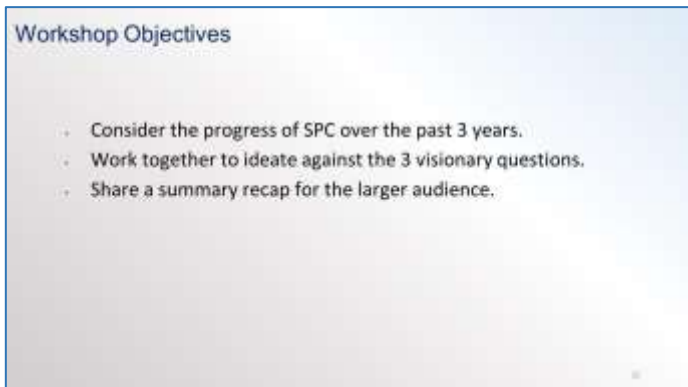 Workshop Objectives
Consider the progress of SPC over the past 3 years.
Work together to ideate against the 3 visionary questions.
Share a summary recap for the larger audience.